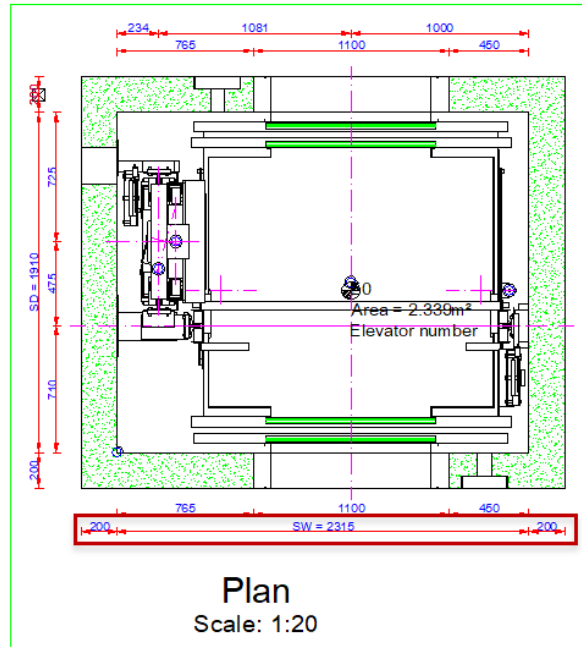 234 1081 1000
765 1100 450
200
725
475
SD = 1910
710
200
60
Area = 2.339m²
Elevator number
765 1100 450
200 SW = 2315 200
Plan
Scale: 1:20